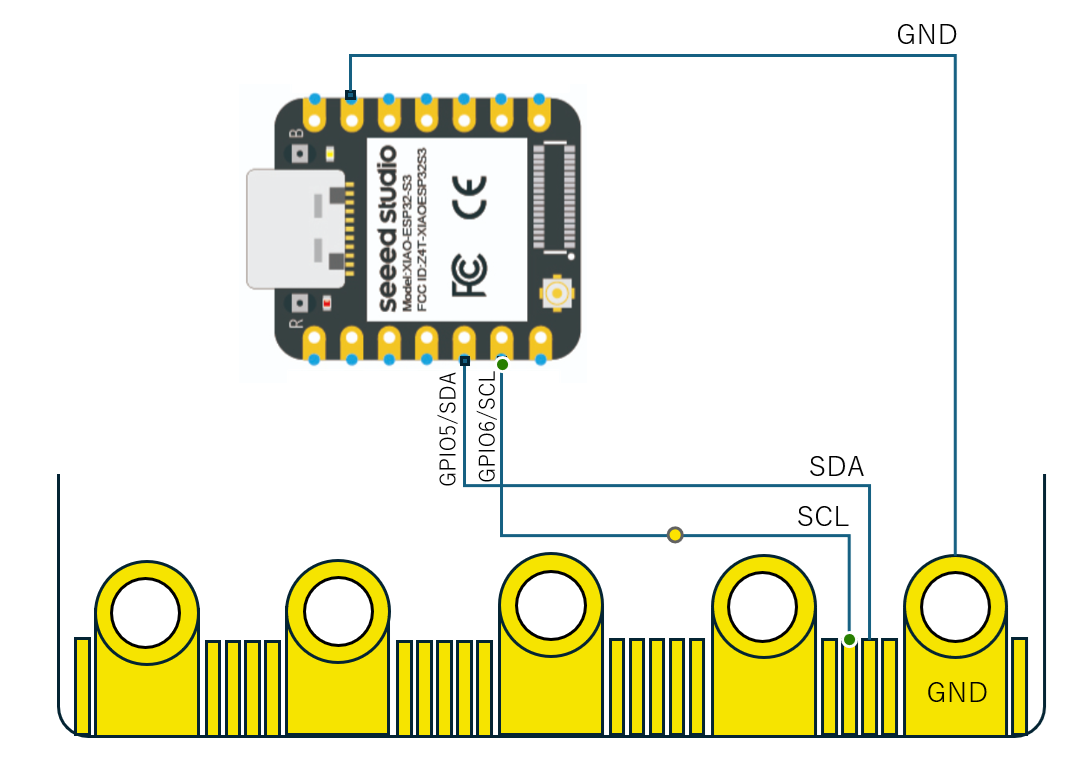 GND
B
seeed studio
Model:XIAO-ESP32-S3
FCC ID:Z4T-XIAOESP32S3
CE
FC
R
GPIO5/SDA
GPIO6/SCL
SDA
SCL
GND